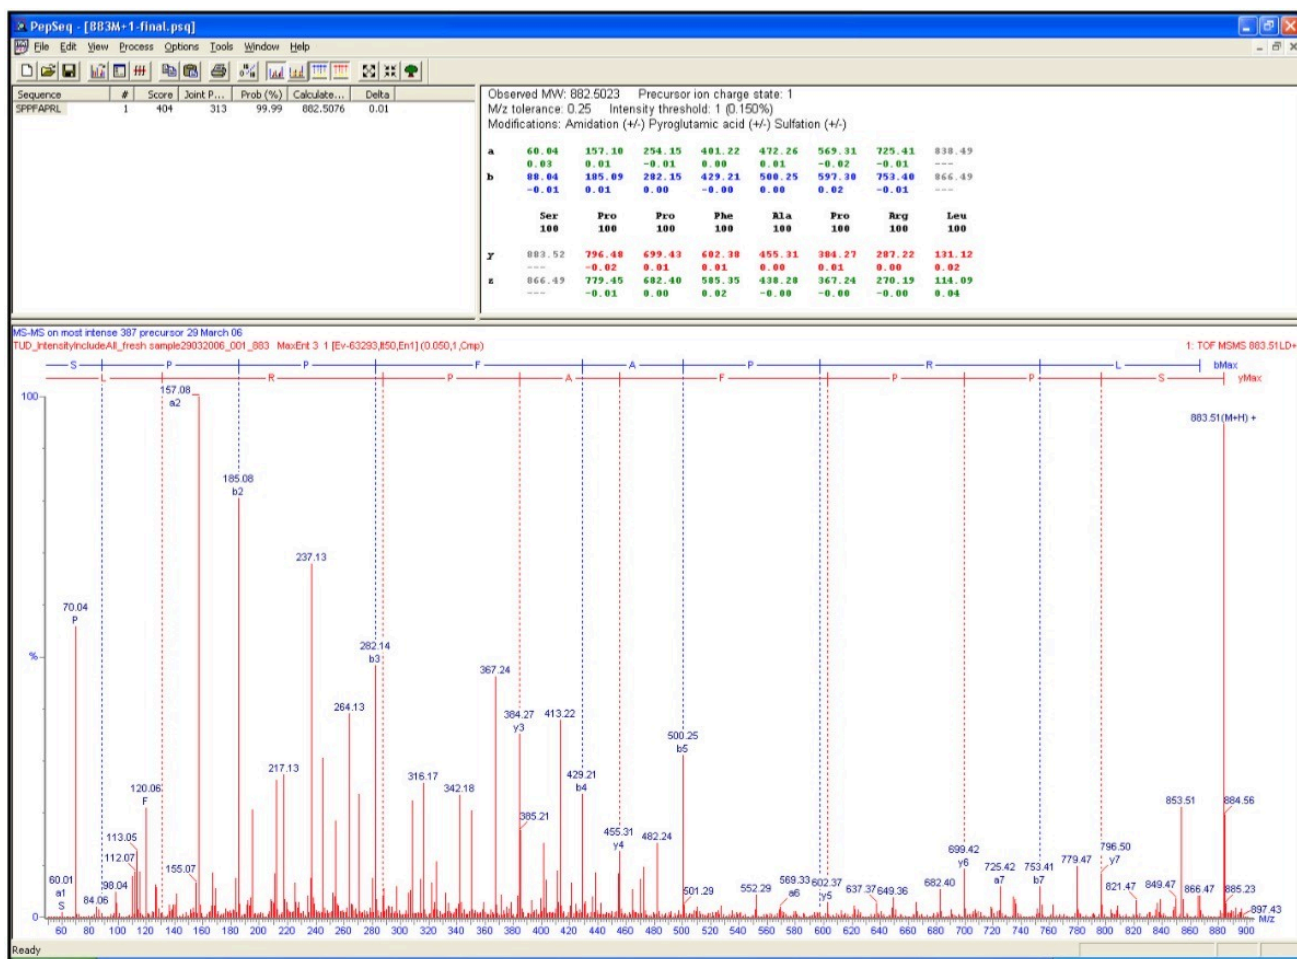 PepSeq - [883M+1-final.psq]
File Edit View Process Options Tools Window Help
Sequence # Score Joint P... Prob (%) Calculate... Delta
SPPFAPRL 1 404 313 99.99 882.5076 0.01
Observed MW: 882.5023 Precursor ion charge state: 1
M/z tolerance: 0.25 Intensity threshold: 1 (0.150%)
Modifications: Amidation (+/-) Pyroglutamic acid (+/-) Sulfation (+/-)
a 60.04 157.10 254.15 401.22 472.26 569.31 725.41 838.49
0.03 0.01 -0.01 0.00 0.01 -0.02 -0.01 ---
b 88.04 185.09 282.15 429.21 500.25 597.30 753.40 866.49
-0.01 0.01 0.00 -0.00 0.00 0.02 -0.01 ---
Ser Pro Pro Phe Ala Pro Arg Leu
100 100 100 100 100 100 100 100
y 883.52 796.48 699.43 602.38 455.31 384.27 287.22 131.12
--- -0.02 0.01 0.01 0.00 0.01 0.00 0.02
z 866.49 779.45 682.40 585.35 438.28 367.24 270.19 114.09
--- -0.01 0.00 0.02 -0.00 -0.00 -0.00 0.04
MS-MS on most intense 387 precursor 29 March 06
TUD_IntensityIncludeAll_fresh sample29032006_001_883 MaxEnt 3 1 [Ev-63293,It50,En1] (0.050,1,Cmp) 1: TOF MSMS 883.51LD+
S P P F A P R L bMax
L R P A F P P S yMax
100
%
0
60.01
a1
S
70.04
P
84.06
98.04
112.07
113.05
120.06
F
155.07
157.08
a2
185.08
b2
217.13
237.13
264.13
282.14
b3
316.17
342.18
367.24
384.27
y3
385.21
413.22
429.21
b4
455.31
y4
482.24
500.25
b5
501.29
552.29
569.33
a6
602.37
y5
637.37
649.36
682.40
699.42
y6
725.42
a7
753.41
b7
779.47
796.50
y7
821.47
849.47
853.51
866.47
883.51(M+H) +
884.56
885.23
897.43
M/z
60 80 100 120 140 160 180 200 220 240 260 280 300 320 340 360 380 400 420 440 460 480 500 520 540 560 580 600 620 640 660 680 700 720 740 760 780 800 820 840 860 880 900
Ready